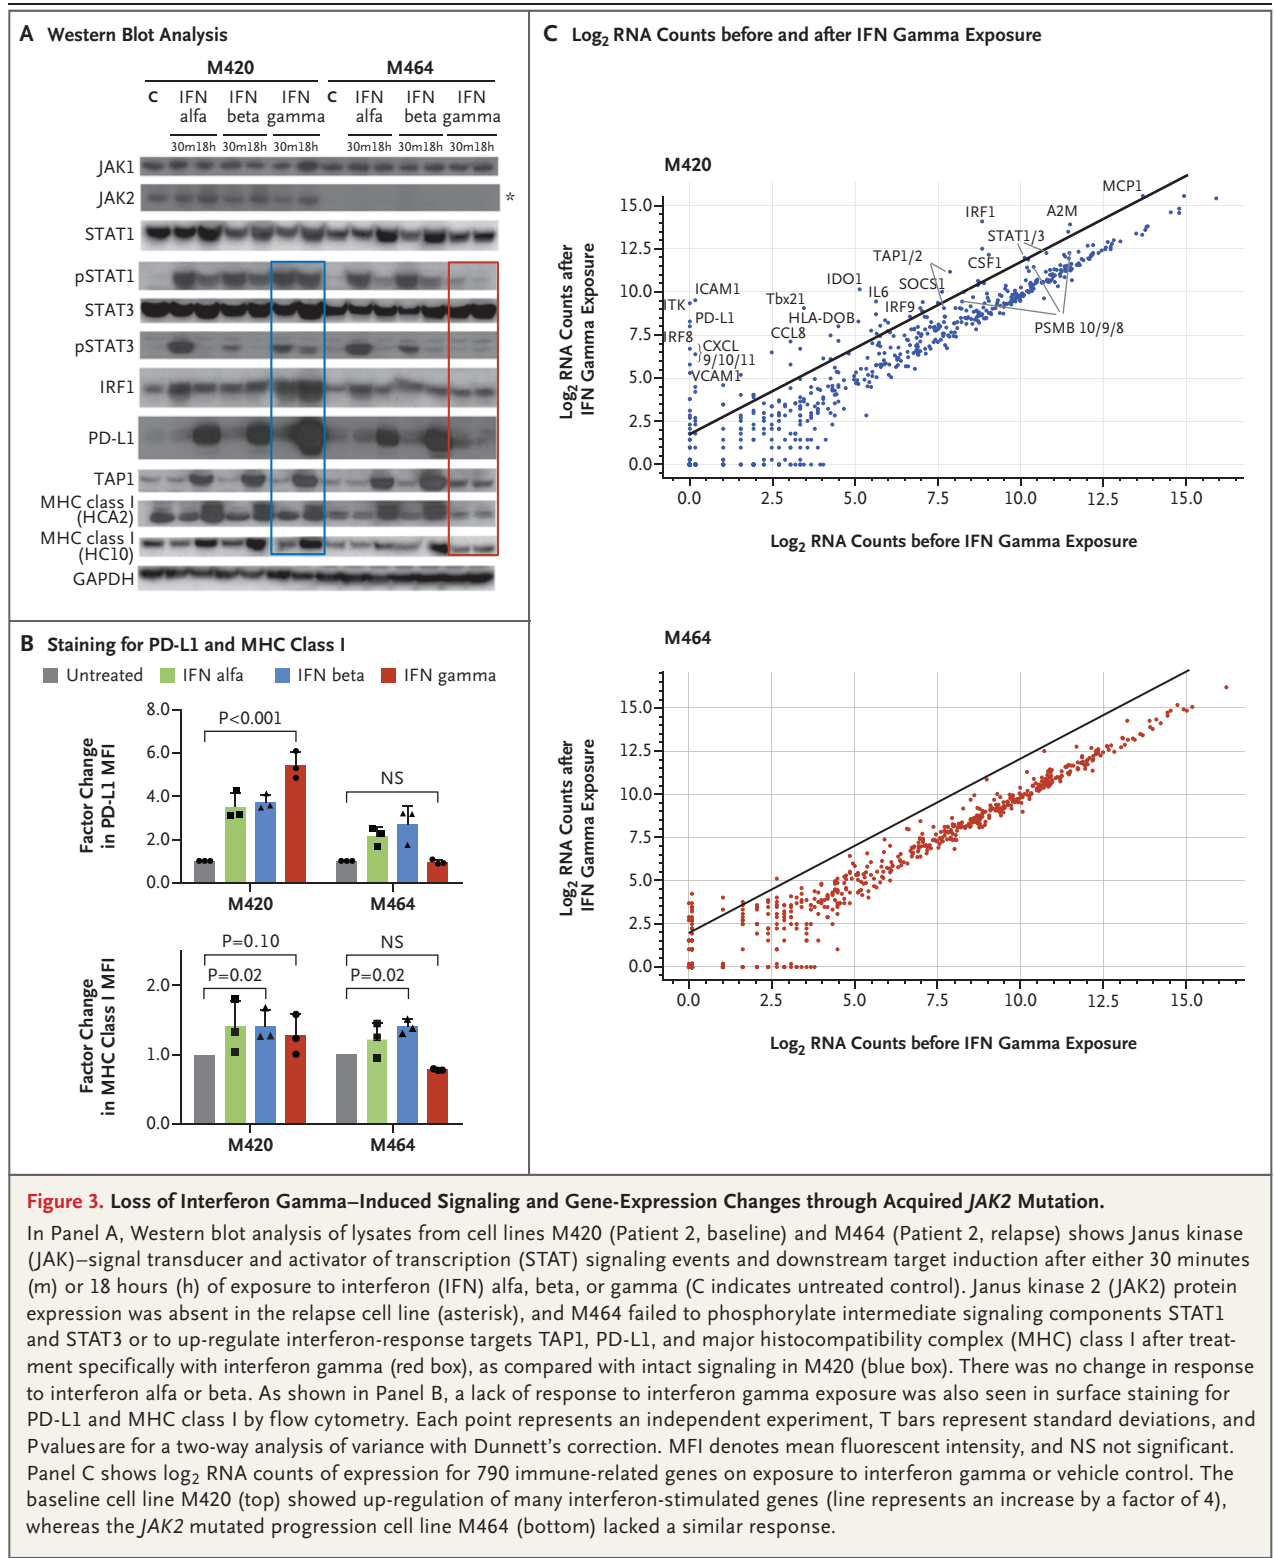 A Western Blot Analysis
M420 M464
C IFN alfa IFN beta IFN gamma C IFN alfa IFN beta IFN gamma
30m18h 30m18h 30m18h 30m18h 30m18h 30m18h
JAK1
JAK2 *
STAT1
pSTAT1
STAT3
pSTAT3
IRF1
PD-L1
TAP1
MHC class I
(HCA2)
MHC class I
(HC10)
GAPDH
B Staining for PD-L1 and MHC Class I
Untreated IFN alfa IFN beta IFN gamma
Factor Change
in PD-L1 MFI
8.0
6.0
4.0
2.0
0.0
P<0.001
NS
M420 M464
Factor Change
in MHC Class I MFI
2.0
1.0
0.0
P=0.10 NS
P=0.02 P=0.02
M420 M464
C Log2 RNA Counts before and after IFN Gamma Exposure
M420
Log2 RNA Counts after
IFN Gamma Exposure
15.0
12.5
10.0
7.5
5.0
2.5
0.0
MCP1
IRF1 A2M
STAT1/3
TAP1/2
CSF1
IDO1 SOCS1
ICAM1 IL6
ITK Tbx21 IRF9
PD-L1 HLA-DOB
PSMB 10/9/8
IRF8 CCL8
CXCL
9/10/11
VCAM1
0.0 2.5 5.0 7.5 10.0 12.5 15.0
Log2 RNA Counts before IFN Gamma Exposure
M464
Log2 RNA Counts after
IFN Gamma Exposure
15.0
12.5
10.0
7.5
5.0
2.5
0.0
0.0 2.5 5.0 7.5 10.0 12.5 15.0
Log2 RNA Counts before IFN Gamma Exposure
Figure 3. Loss of Interferon Gamma–Induced Signaling and Gene-Expression Changes through Acquired JAK2 Mutation.
In Panel A, Western blot analysis of lysates from cell lines M420 (Patient 2, baseline) and M464 (Patient 2, relapse) shows Janus kinase
(JAK)–signal transducer and activator of transcription (STAT) signaling events and downstream target induction after either 30 minutes
(m) or 18 hours (h) of exposure to interferon (IFN) alfa, beta, or gamma (C indicates untreated control). Janus kinase 2 (JAK2) protein
expression was absent in the relapse cell line (asterisk), and M464 failed to phosphorylate intermediate signaling components STAT1
and STAT3 or to up-regulate interferon-response targets TAP1, PD-L1, and major histocompatibility complex (MHC) class I after treat-
ment specifically with interferon gamma (red box), as compared with intact signaling in M420 (blue box). There was no change in response
to interferon alfa or beta. As shown in Panel B, a lack of response to interferon gamma exposure was also seen in surface staining for
PD-L1 and MHC class I by flow cytometry. Each point represents an independent experiment, T bars represent standard deviations, and
P values are for a two-way analysis of variance with Dunnett’s correction. MFI denotes mean fluorescent intensity, and NS not significant.
Panel C shows log2 RNA counts of expression for 790 immune-related genes on exposure to interferon gamma or vehicle control. The
baseline cell line M420 (top) showed up-regulation of many interferon-stimulated genes (line represents an increase by a factor of 4),
whereas the JAK2 mutated progression cell line M464 (bottom) lacked a similar response.